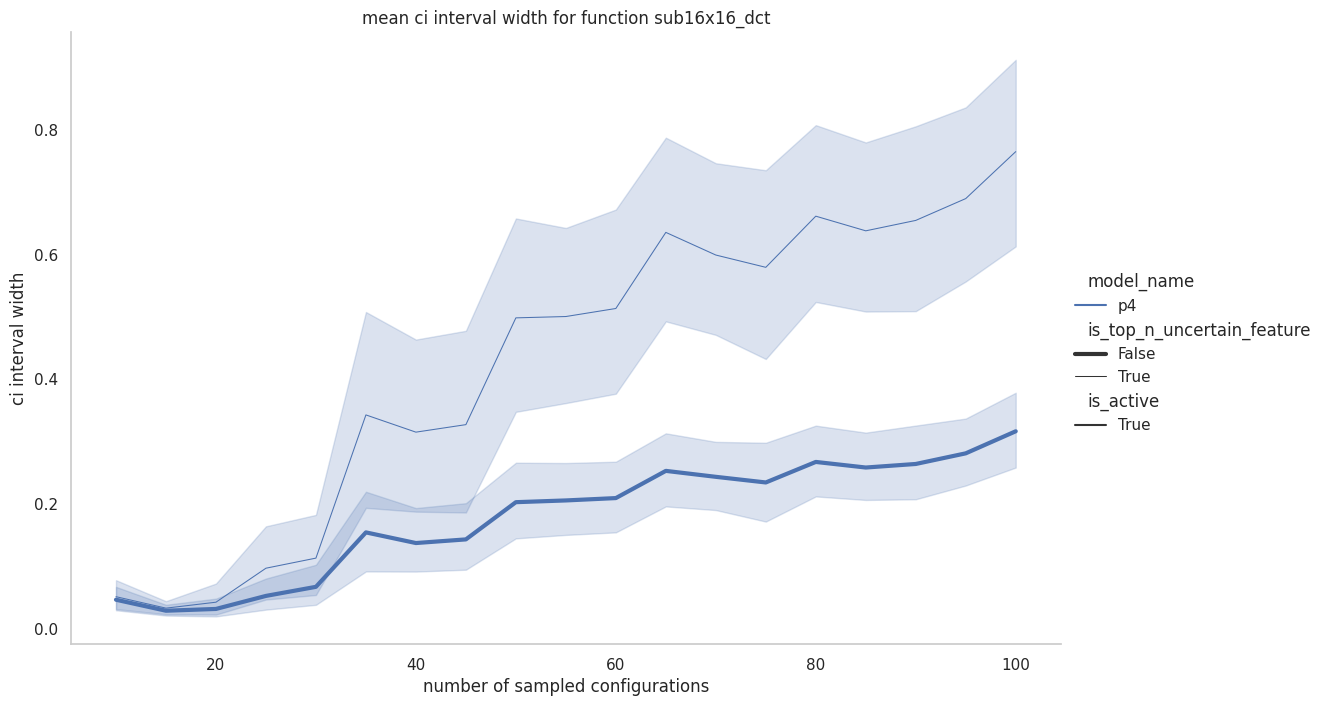 mean ci interval width for function sub16x16_dct
ci interval width
0.8
0.6
0.4
0.2
0.0
20
40
60
80
100
number of sampled configurations
model_name
p4
is_top_n_uncertain_feature
False
True
is_active
True